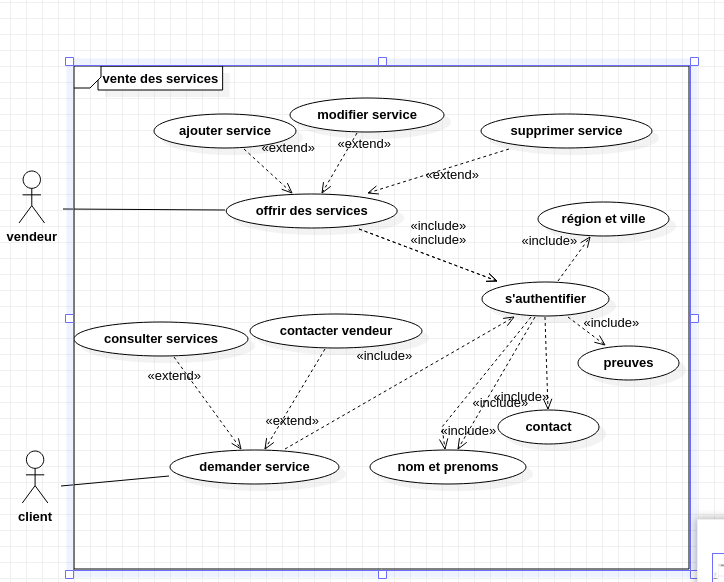 vente des services
ajouter service
modifier service
supprimer service
«extend»
«extend»
«extend»
vendeur
offrir des services
région et ville
«include»
«include»
«include»
s'authentifier
consulter services
contacter vendeur
«include»
«include»
preuves
«extend»
«include»
«include»
«extend»
contact
«include»
demander service
nom et prenoms
client